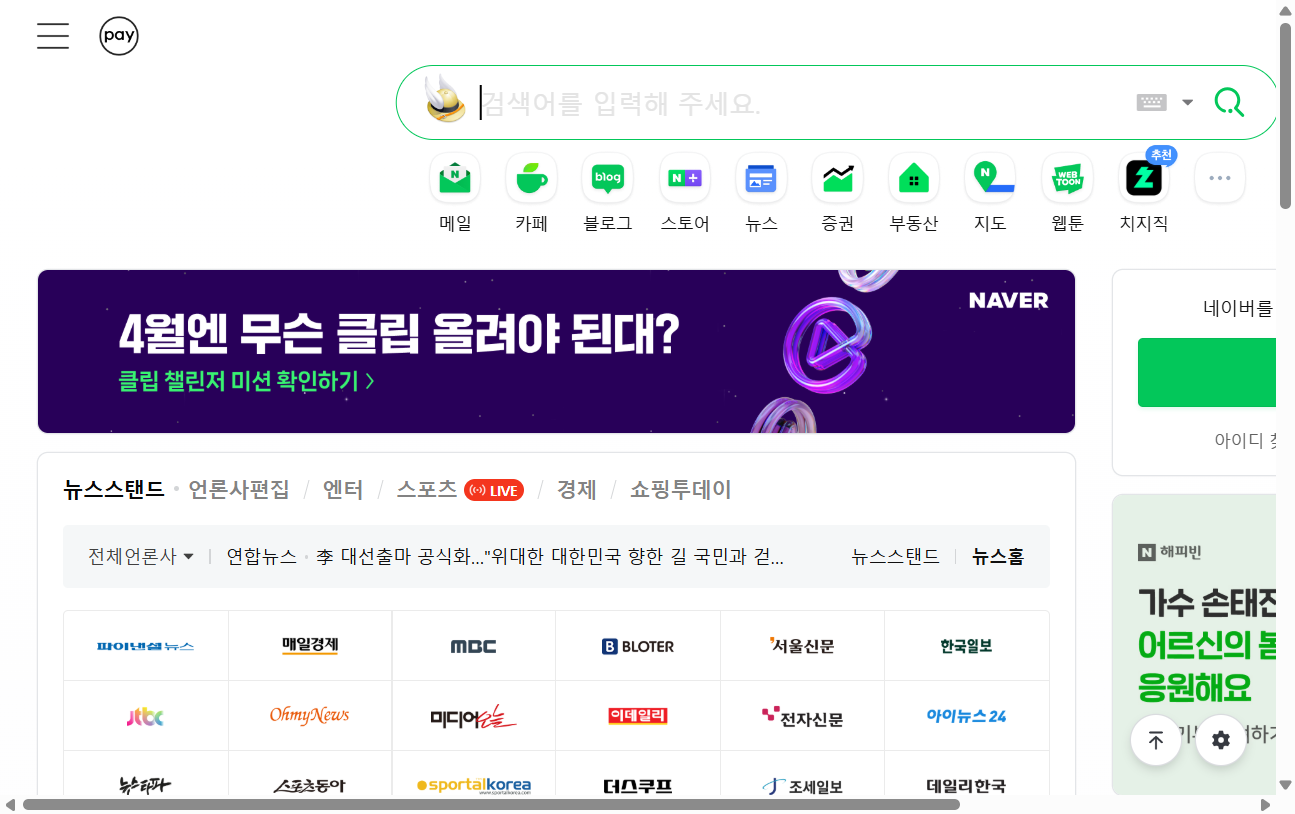 pay
검색어를 입력해 주세요.
추천
메일 카페 블로그 스토어 뉴스 증권 부동산 지도 웹툰 치지직
NAVER
4월엔 무슨 클립 올려야 된대?
클립 챌린저 미션 확인하기 >
네이버를
아이디
뉴스스탠드 · 언론사편집 / 엔터 / 스포츠 LIVE / 경제 / 쇼핑투데이
전체언론사 | 연합뉴스 · 李 대선출마 공식화..."위대한 대한민국 향한 길 국민과 걷... 뉴스스탠드 | 뉴스홈
파이낸셜뉴스 매일경제 MBC BLOTER 서울신문 한국일보
jtbc OhmyNews 미디어오늘 이데일리 전자신문 아이뉴스24
뉴스타파 스포츠동아 sportalkorea 더스쿠프 조세일보 데일리한국
www.sportalkorea.com
N 해피빈
가수 손태진
어르신의 봄
응원해요